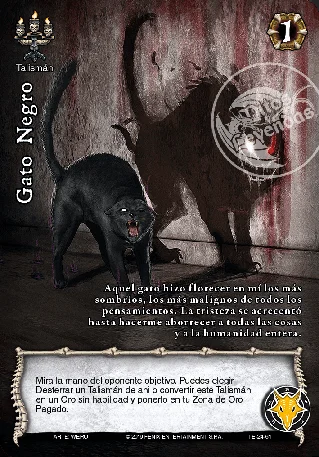 1
Talismán
Gato Negro
Mitos y Leyendas
Aquel gato hizo florecer en mí los más
sombríos, los más malignos de todos los
pensamientos. La tristeza se acrecentó
hasta hacerme aborrecer a todas las cosas
y a la humanidad entera.
Mira la mano del oponente objetivo. Puedes elegir
Desterrar un Talismán de ahí o convertir este Talismán
en un Oro sin habilidad y ponerlo en tu Zona de Oro
Pagado.
ENTERTAINMENT S.P.A.